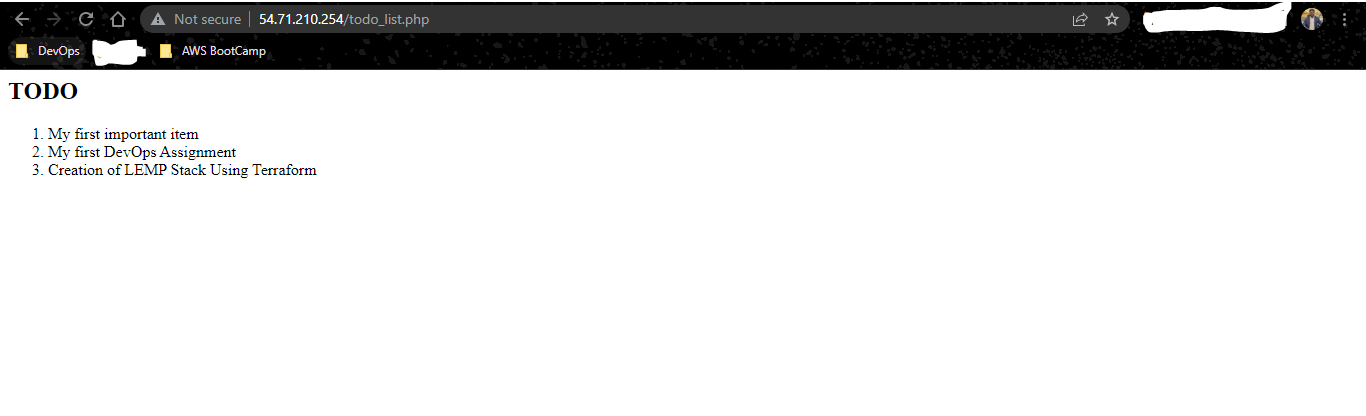 Not secure 54.71.210.254/todo_list.php
DevOps AWS BootCamp
TODO
1. My first important item
2. My first DevOps Assignment
3. Creation of LEMP Stack Using Terraform